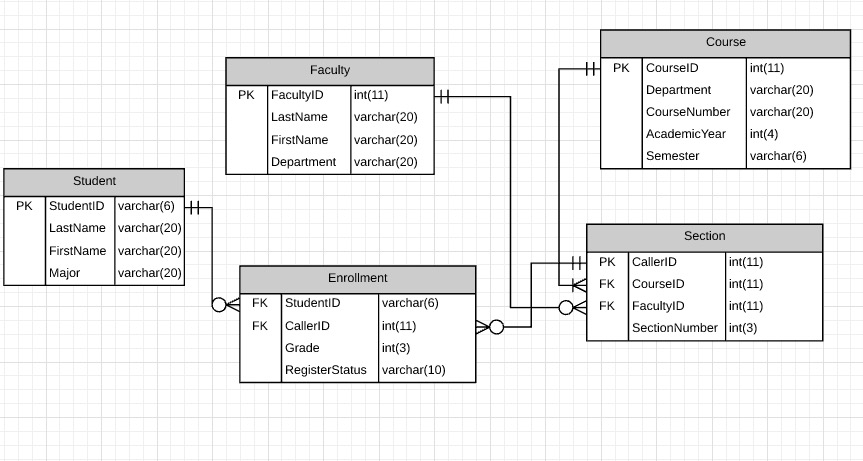 Course
PK CourseID int(11)
Department varchar(20)
CourseNumber varchar(20)
AcademicYear int(4)
Semester varchar(6)
Faculty
PK FacultyID int(11)
LastName varchar(20)
FirstName varchar(20)
Department varchar(20)
Student
PK StudentID varchar(6)
LastName varchar(20)
FirstName varchar(20)
Major varchar(20)
Section
PK CallerID int(11)
FK CourseID int(11)
FK FacultyID int(11)
SectionNumber int(3)
Enrollment
FK StudentID varchar(6)
FK CallerID int(11)
Grade int(3)
RegisterStatus varchar(10)